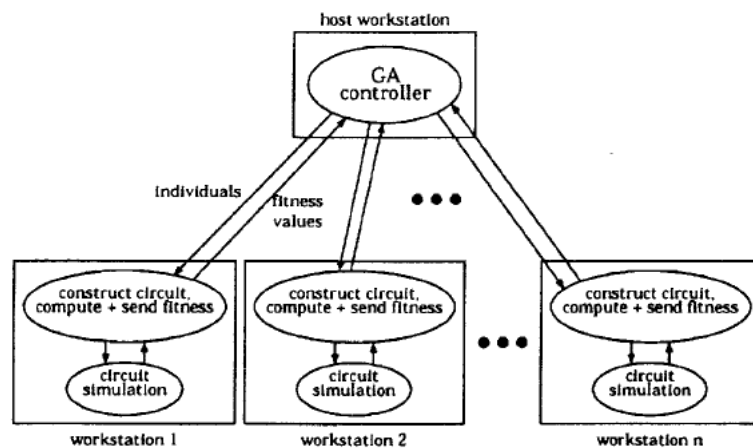 host workstation
GA
controller
individuals
fitness
values
construct circuit,
compute + send fitness
circuit
simulation
workstation 1
construct circuit,
compute + send fitness
circuit
simulation
workstation 2
construct circuit,
compute + send fitness
circuit
simulation
workstation n